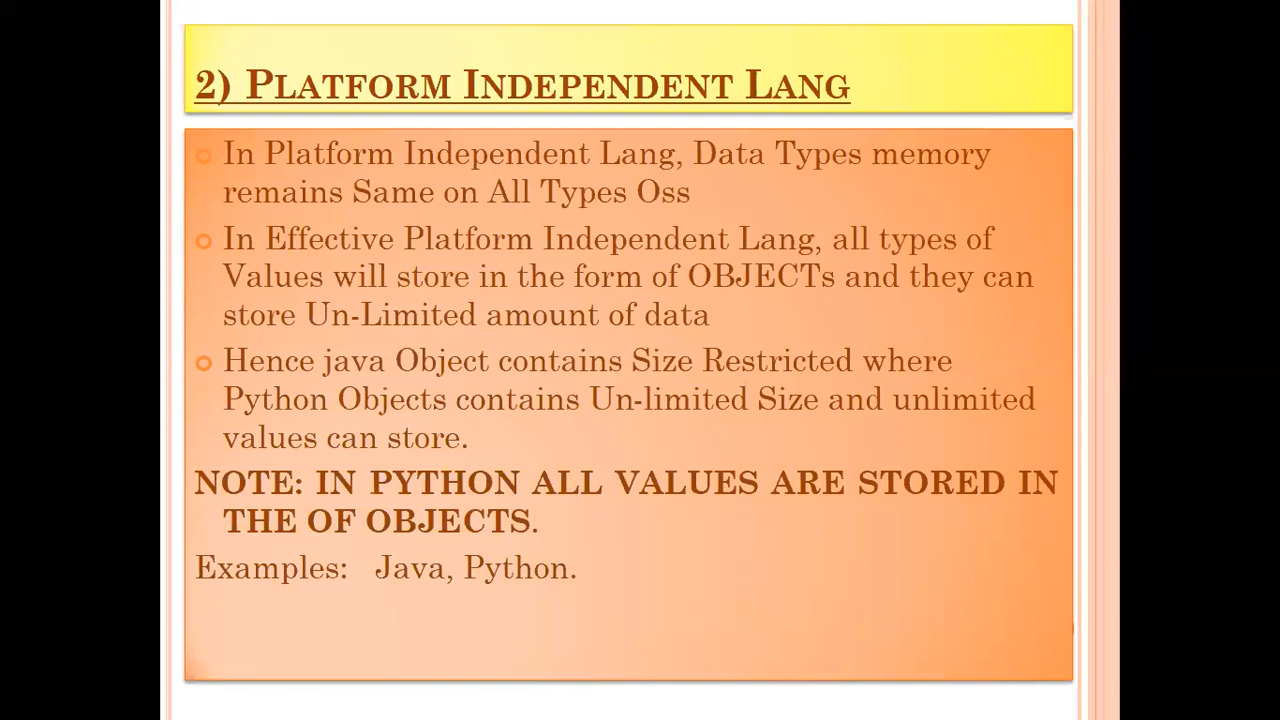 2) PLATFORM INDEPENDENT LANG
In Platform Independent Lang, Data Types memory
remains Same on All Types Oss
In Effective Platform Independent Lang, all types of
Values will store in the form of OBJECTs and they can
store Un-Limited amount of data
Hence java Object contains Size Restricted where
Python Objects contains Un-limited Size and unlimited
values can store.
NOTE: IN PYTHON ALL VALUES ARE STORED IN
THE OF OBJECTS.
Examples: Java, Python.